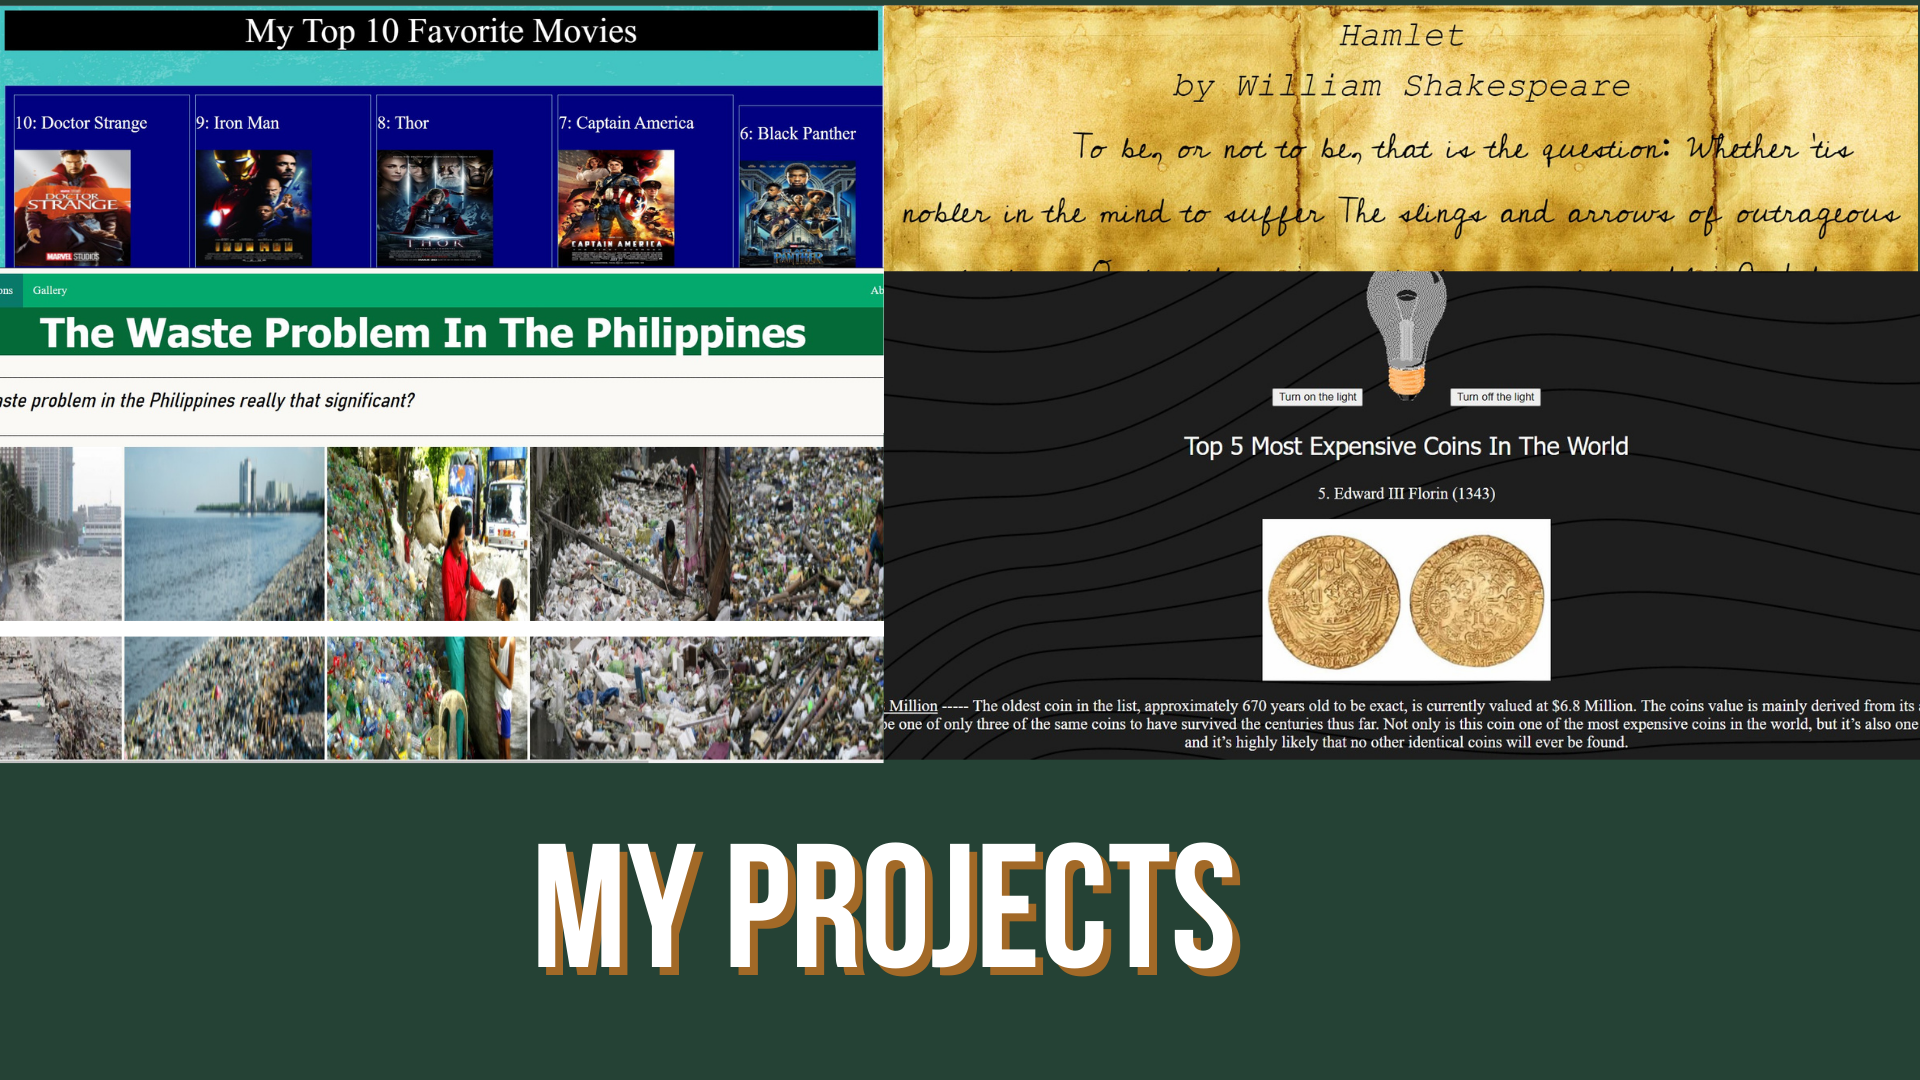 My Top 10 Favorite Movies
10: Doctor Strange
9: Iron Man
8: Thor
7: Captain America
6: Black Panther
DOCTOR
STRANGE
MARVEL STUDIOS
IRON MAN
THOR
CAPTAIN AMERICA
PANTHER
Hamlet
by William Shakespeare
To be, or not to be, that is the question: Whether 'tis
nobler in the mind to suffer The slings and arrows of outrageous
ons Gallery Ab
The Waste Problem In The Philippines
aste problem in the Philippines really that significant?
Turn on the light Turn off the light
Top 5 Most Expensive Coins In The World
5. Edward III Florin (1343)
Million ----- The oldest coin in the list, approximately 670 years old to be exact, is currently valued at $6.8 Million. The coins value is mainly derived from its
be one of only three of the same coins to have survived the centuries thus far. Not only is this coin one of the most expensive coins in the world, but it’s also one
and it’s highly likely that no other identical coins will ever be found.
MY PROJECTS